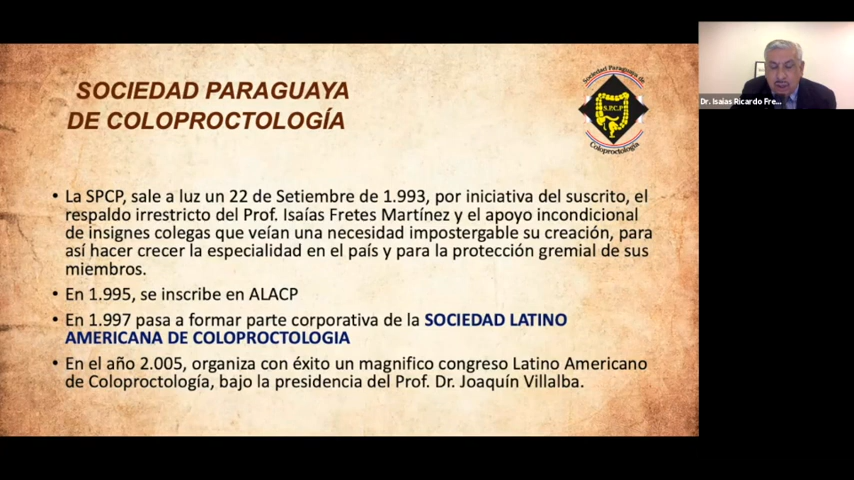 SOCIEDAD PARAGUAYA
DE COLOPROCTOLOGÍA
Sociedad Paraguaya de
S.P.C.P
Coloproctología
Dr. Isaias Ricardo Fre...
• La SPCP, sale a luz un 22 de Setiembre de 1.993, por iniciativa del suscrito, el
respaldo irrestricto del Prof. Isaías Fretes Martínez y el apoyo incondicional
de insignes colegas que veían una necesidad impostergable su creación, para
así hacer crecer la especialidad en el país y para la protección gremial de sus
miembros.
• En 1.995, se inscribe en ALACP
• En 1.997 pasa a formar parte corporativa de la SOCIEDAD LATINO
AMERICANA DE COLOPROCTOLOGIA
• En el año 2.005, organiza con éxito un magnifico congreso Latino Americano
de Coloproctología, bajo la presidencia del Prof. Dr. Joaquín Villalba.